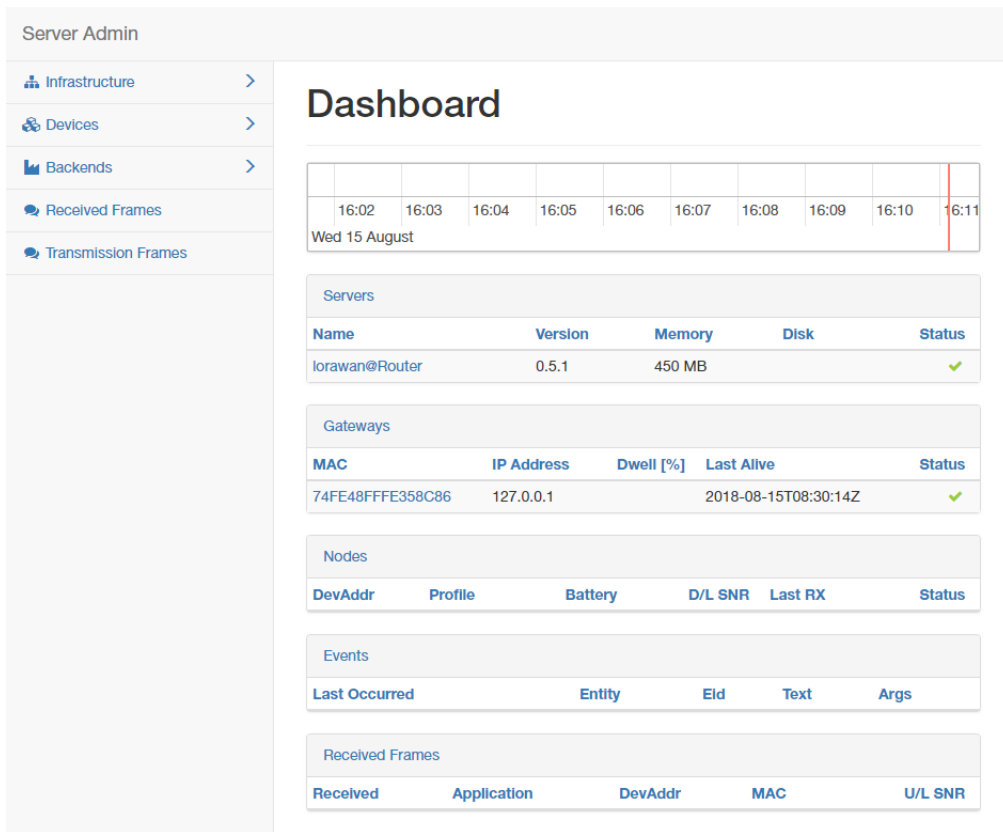 Server Admin
Infrastructure
Devices
Backends
Received Frames
Transmission Frames
Dashboard
16:02 16:03 16:04 16:05 16:06 16:07 16:08 16:09 16:10 16:11
Wed 15 August
Servers
Name Version Memory Disk Status
lorawan@Router 0.5.1 450 MB
Gateways
MAC IP Address Dwell [%] Last Alive Status
74FE48FFFE358C86 127.0.0.1 2018-08-15T08:30:14Z
Nodes
DevAddr Profile Battery D/L SNR Last RX Status
Events
Last Occurred Entity EId Text Args
Received Frames
Received Application DevAddr MAC U/L SNR